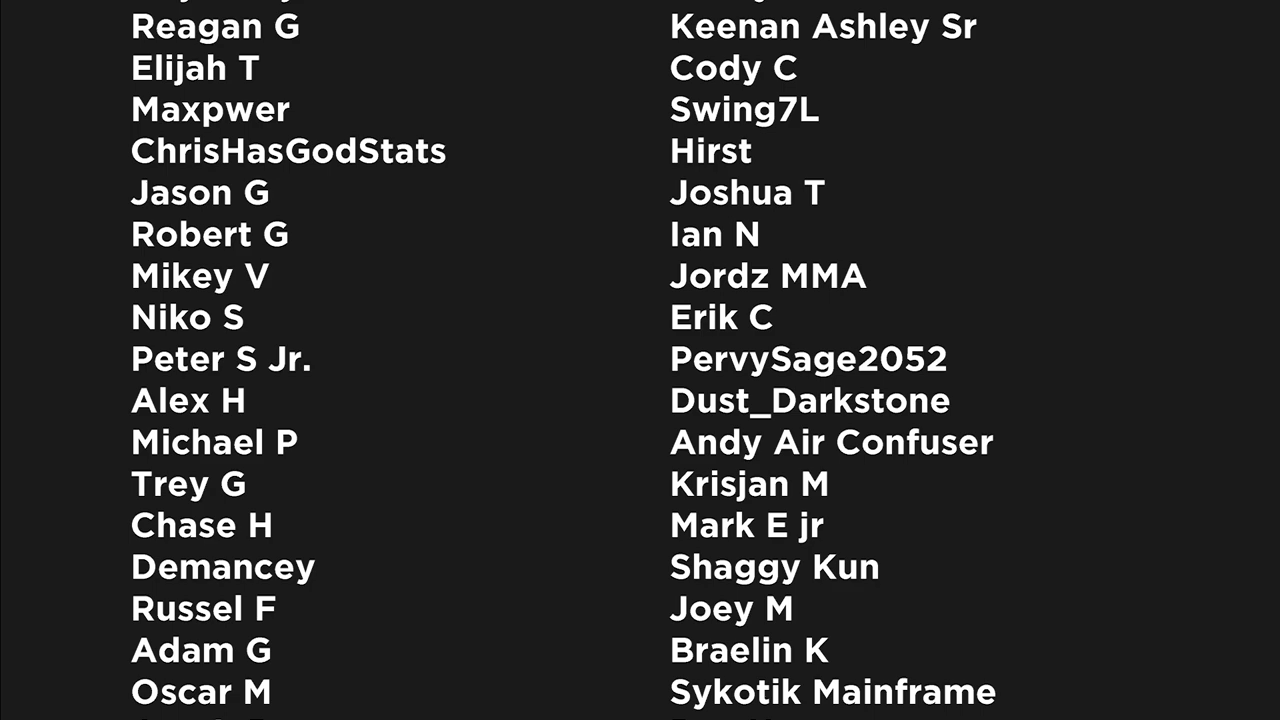 Reagan G
Elijah T
Maxpwer
ChrisHasGodStats
Jason G
Robert G
Mikey V
Niko S
Peter S Jr.
Alex H
Michael P
Trey G
Chase H
Demancey
Russel F
Adam G
Oscar M
Keenan Ashley Sr
Cody C
Swing7L
Hirst
Joshua T
Ian N
Jordz MMA
Erik C
PervySage2052
Dust_Darkstone
Andy Air Confuser
Krisjan M
Mark E jr
Shaggy Kun
Joey M
Braelin K
Sykotik Mainframe